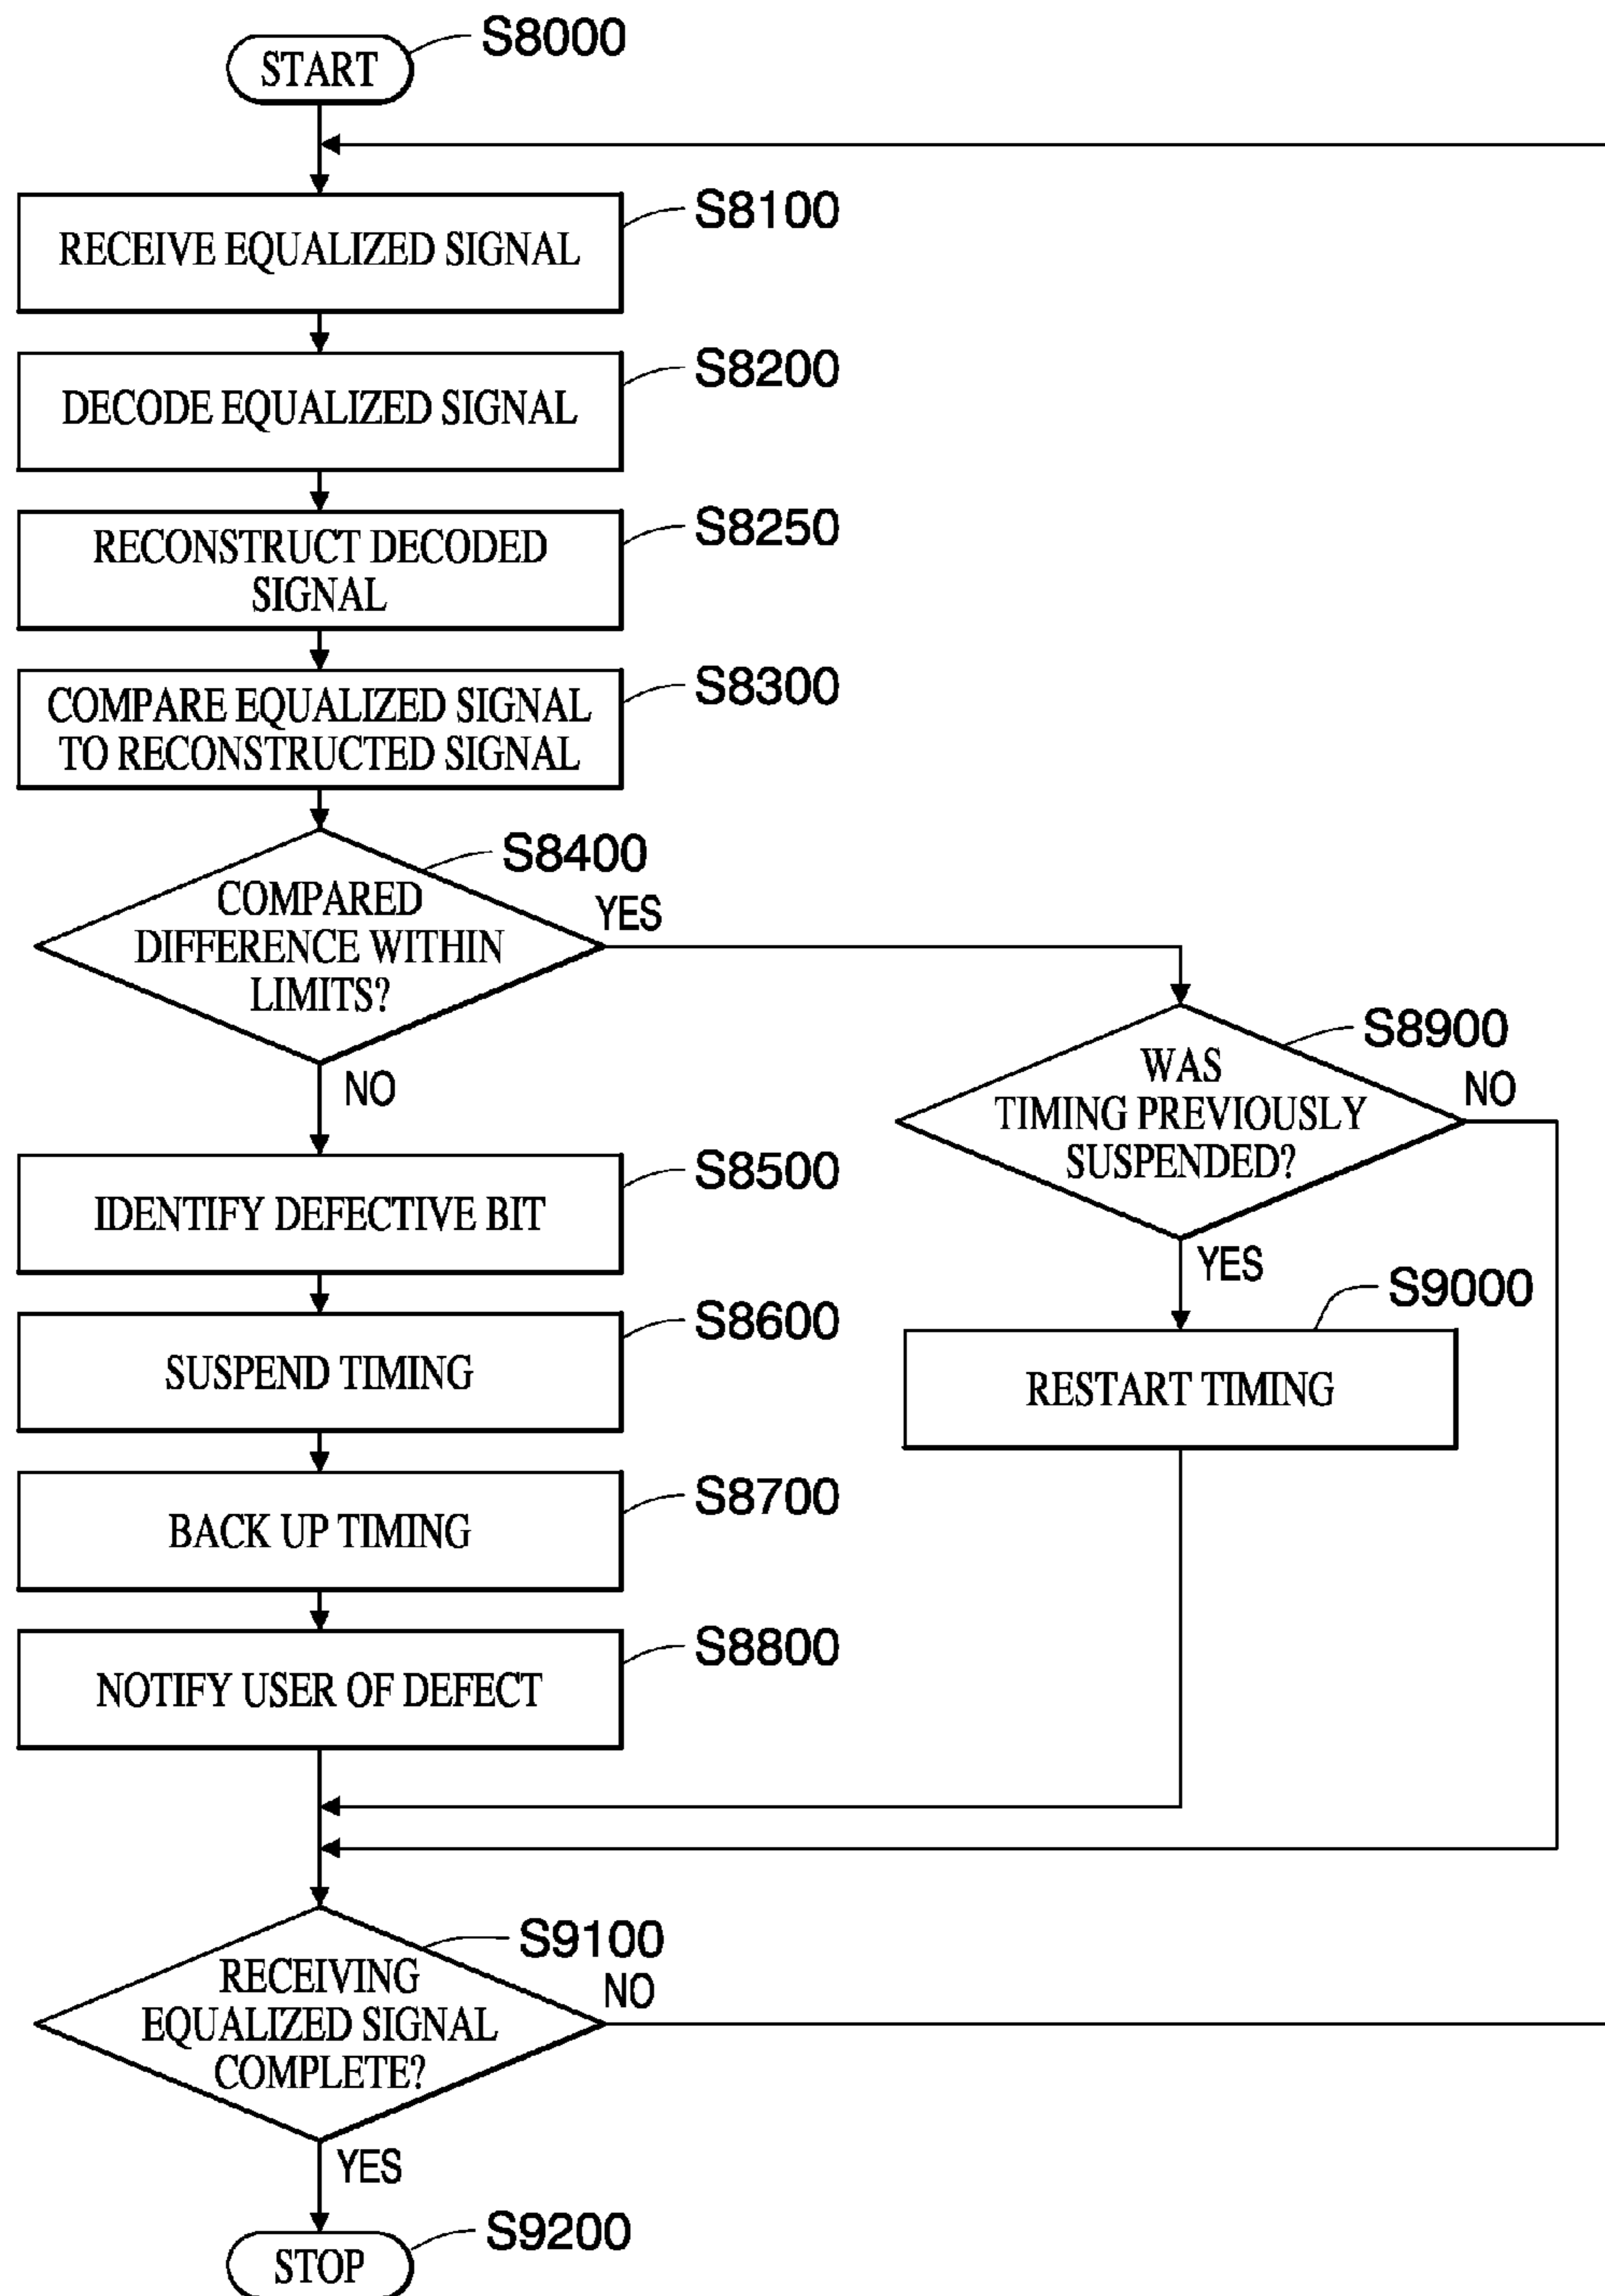 START
S8000
RECEIVE EQUALIZED SIGNAL
S8100
DECODE EQUALIZED SIGNAL
S8200
RECONSTRUCT DECODED
SIGNAL
S8250
COMPARE EQUALIZED SIGNAL
TO RECONSTRUCTED SIGNAL
S8300
COMPARED
DIFFERENCE WITHIN
LIMITS?
S8400
YES
NO
WAS
TIMING PREVIOUSLY
SUSPENDED?
S8900
NO
YES
IDENTIFY DEFECTIVE BIT
S8500
SUSPEND TIMING
S8600
RESTART TIMING
S9000
BACK UP TIMING
S8700
NOTIFY USER OF DEFECT
S8800
RECEIVING
EQUALIZED SIGNAL
COMPLETE?
S9100
NO
YES
STOP
S9200